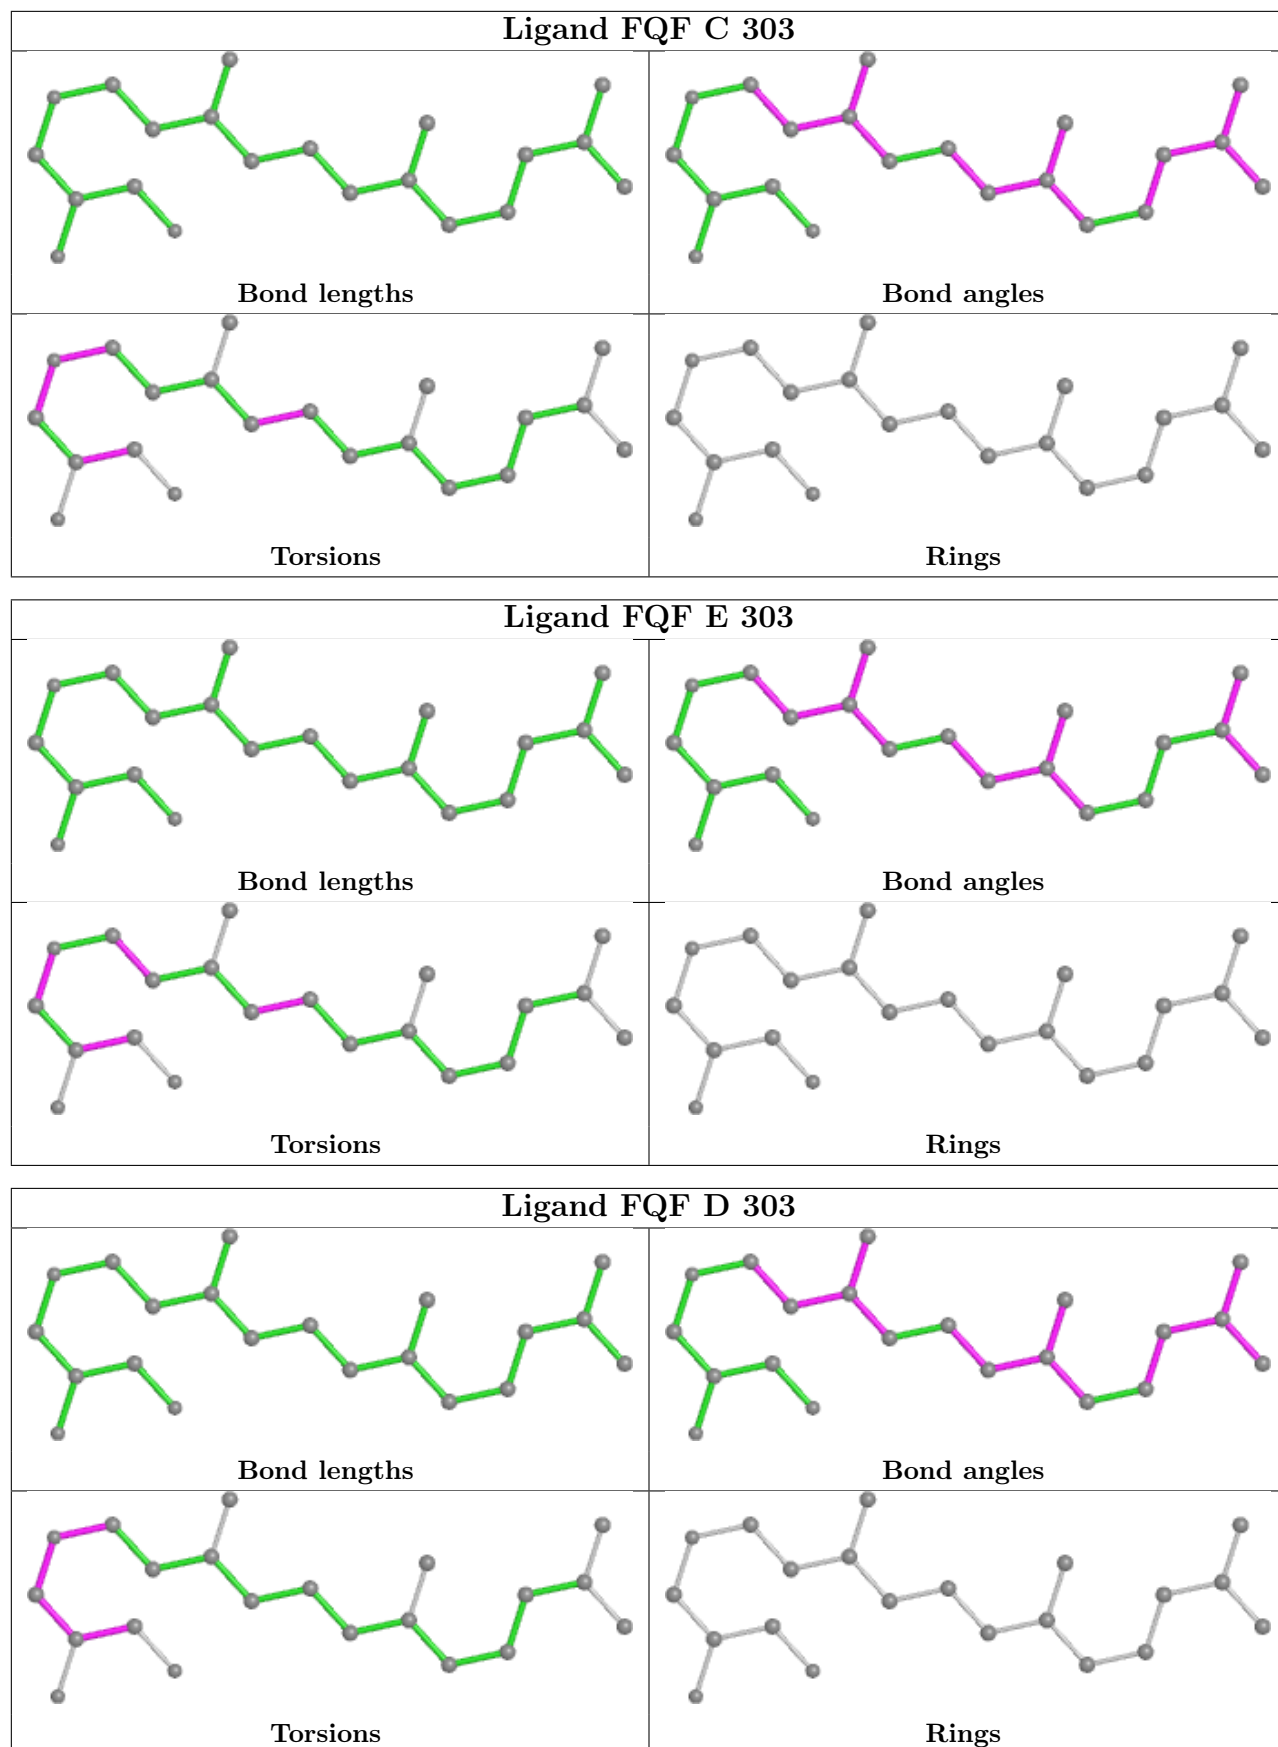 Ligand FQF C 303
Bond lengths
Bond angles
Torsions
Rings
Ligand FQF E 303
Bond lengths
Bond angles
Torsions
Rings
Ligand FQF D 303
Bond lengths
Bond angles
Torsions
Rings